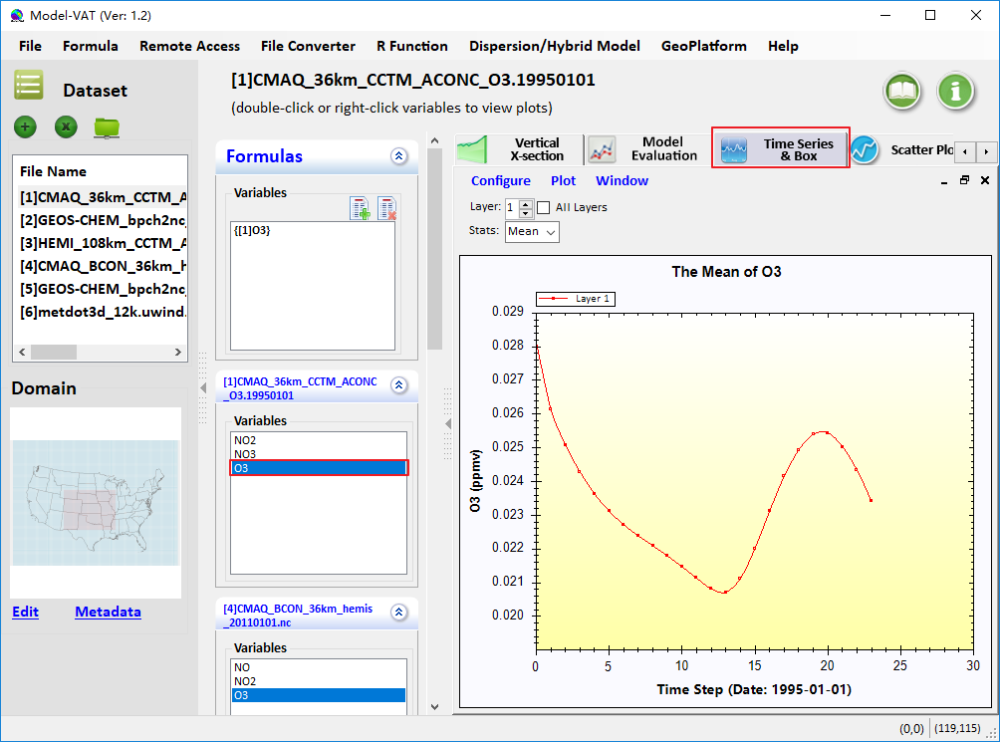 Model-VAT (Ver: 1.2)
File Formula Remote Access File Converter R Function Dispersion/Hybrid Model GeoPlatform Help
Dataset
File Name
[1]CMAQ_36km_CCTM_A
[2]GEOS-CHEM_bpch2nc
[3]HEMI_108km_CCTM_A
[4]CMAQ_BCON_36km_h
[5]GEOS-CHEM_bpch2nc
[6]metdot3d_12k.uwind.
Domain
Edit Metadata
[1]CMAQ_36km_CCTM_ACONC_O3.19950101
(double-click or right-click variables to view plots)
Formulas
Variables
{[1]O3}
[1]CMAQ_36km_CCTM_ACONC
_O3.19950101
Variables
NO2
NO3
O3
[4]CMAQ_BCON_36km_hemis
_20110101.nc
Variables
NO
NO2
O3
Vertical
X-section
Model
Evaluation
Time Series
& Box
Scatter Plo
Configure Plot Window
Layer: 1 All Layers
Stats: Mean
The Mean of O3
Layer 1
0.029
0.028
0.027
0.026
0.025
0.024
0.023
0.022
0.021
0.020
O3 (ppmv)
0 5 10 15 20 25 30
Time Step (Date: 1995-01-01)
(0,0) (119,115)